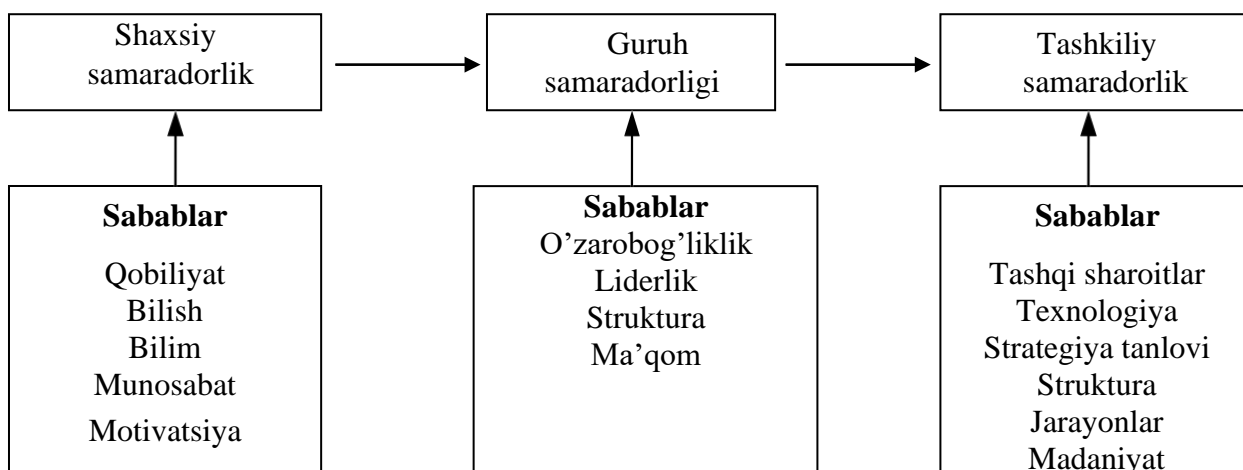 Shaxsiy
samaradorlik
Guruh
samaradorligi
Tashkiliy
samaradorlik
Sabablar
Qobiliyat
Bilish
Bilim
Munosabat
Motivatsiya
Sabablar
O’zarobog’liklik
Liderlik
Struktura
Ma’qom
Sabablar
Tashqi sharoitlar
Texnologiya
Strategiya tanlovi
Struktura
Jarayonlar
Madaniyat